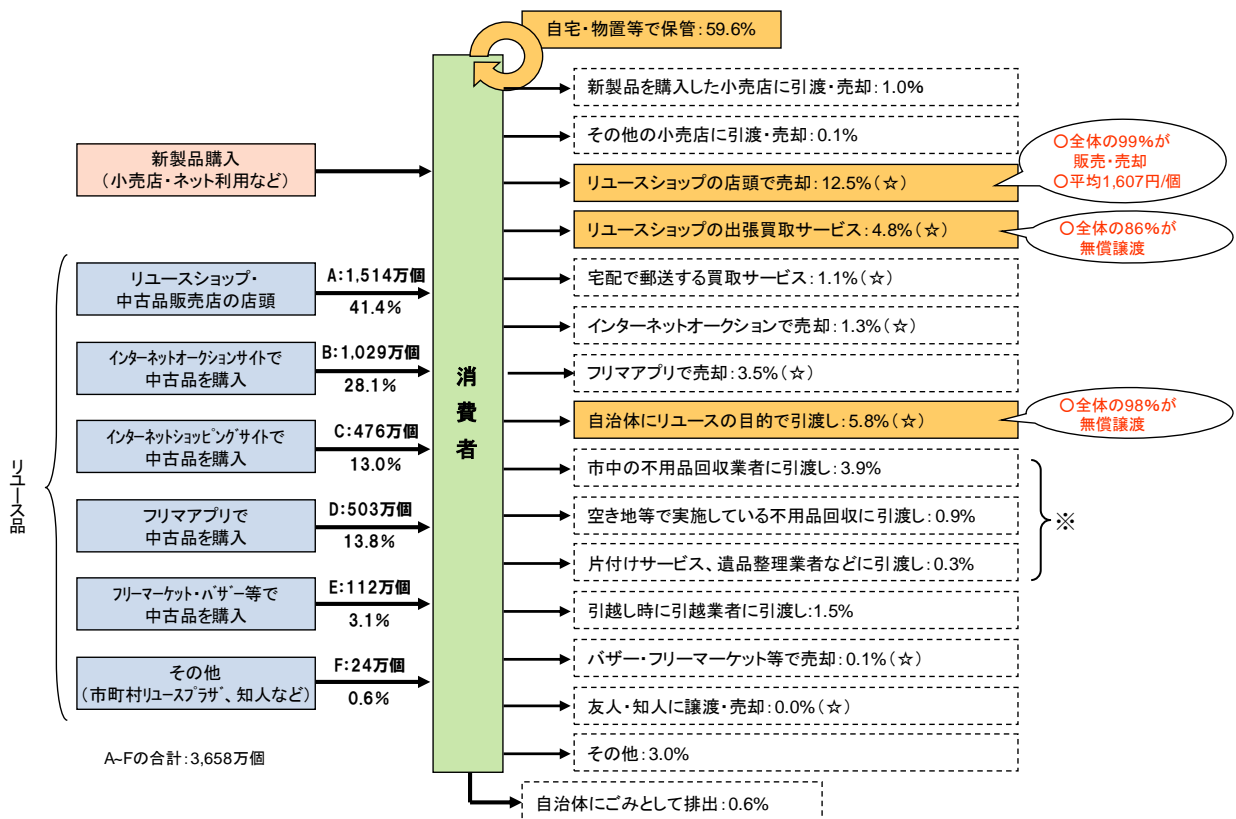 自宅・物置等で保管：59.6%
新製品を購入した小売店に引渡・売却：1.0%
その他の小売店に引渡・売却：0.1%
リユースショップの店頭で売却：12.5%(☆)
リユースショップの出張買取サービス：4.8%(☆)
宅配で郵送する買取サービス：1.1%(☆)
インターネットオークションで売却：1.3%(☆)
フリマアプリで売却：3.5%(☆)
自治体にリユースの目的で引渡し：5.8%(☆)
市中の不用品回収業者に引渡し：3.9%
空き地等で実施している不用品回収に引渡し：0.9%
片付けサービス、遺品整理業者などに引渡し：0.3%
引越し時に引越業者に引渡し：1.5%
バザー・フリーマーケット等で売却：0.1%(☆)
友人・知人に譲渡・売却：0.0%(☆)
その他：3.0%
自治体にごみとして排出：0.6%
○全体の99%が
販売・売却
○平均1,607円/個
○全体の86%が
無償譲渡
○全体の98%が
無償譲渡
※
消費者
新製品購入
（小売店・ネット利用など）
リユース品
リユースショップ・
中古品販売店の店頭
A：1,514万個
41.4%
インターネットオークションサイトで
中古品を購入
B：1,029万個
28.1%
インターネットショッピングサイトで
中古品を購入
C：476万個
13.0%
フリマアプリで
中古品を購入
D：503万個
13.8%
フリーマーケット・バザー等で
中古品を購入
E：112万個
3.1%
その他
（市町村リユースプラザ、知人など）
F：24万個
0.6%
A~Fの合計：3,658万個